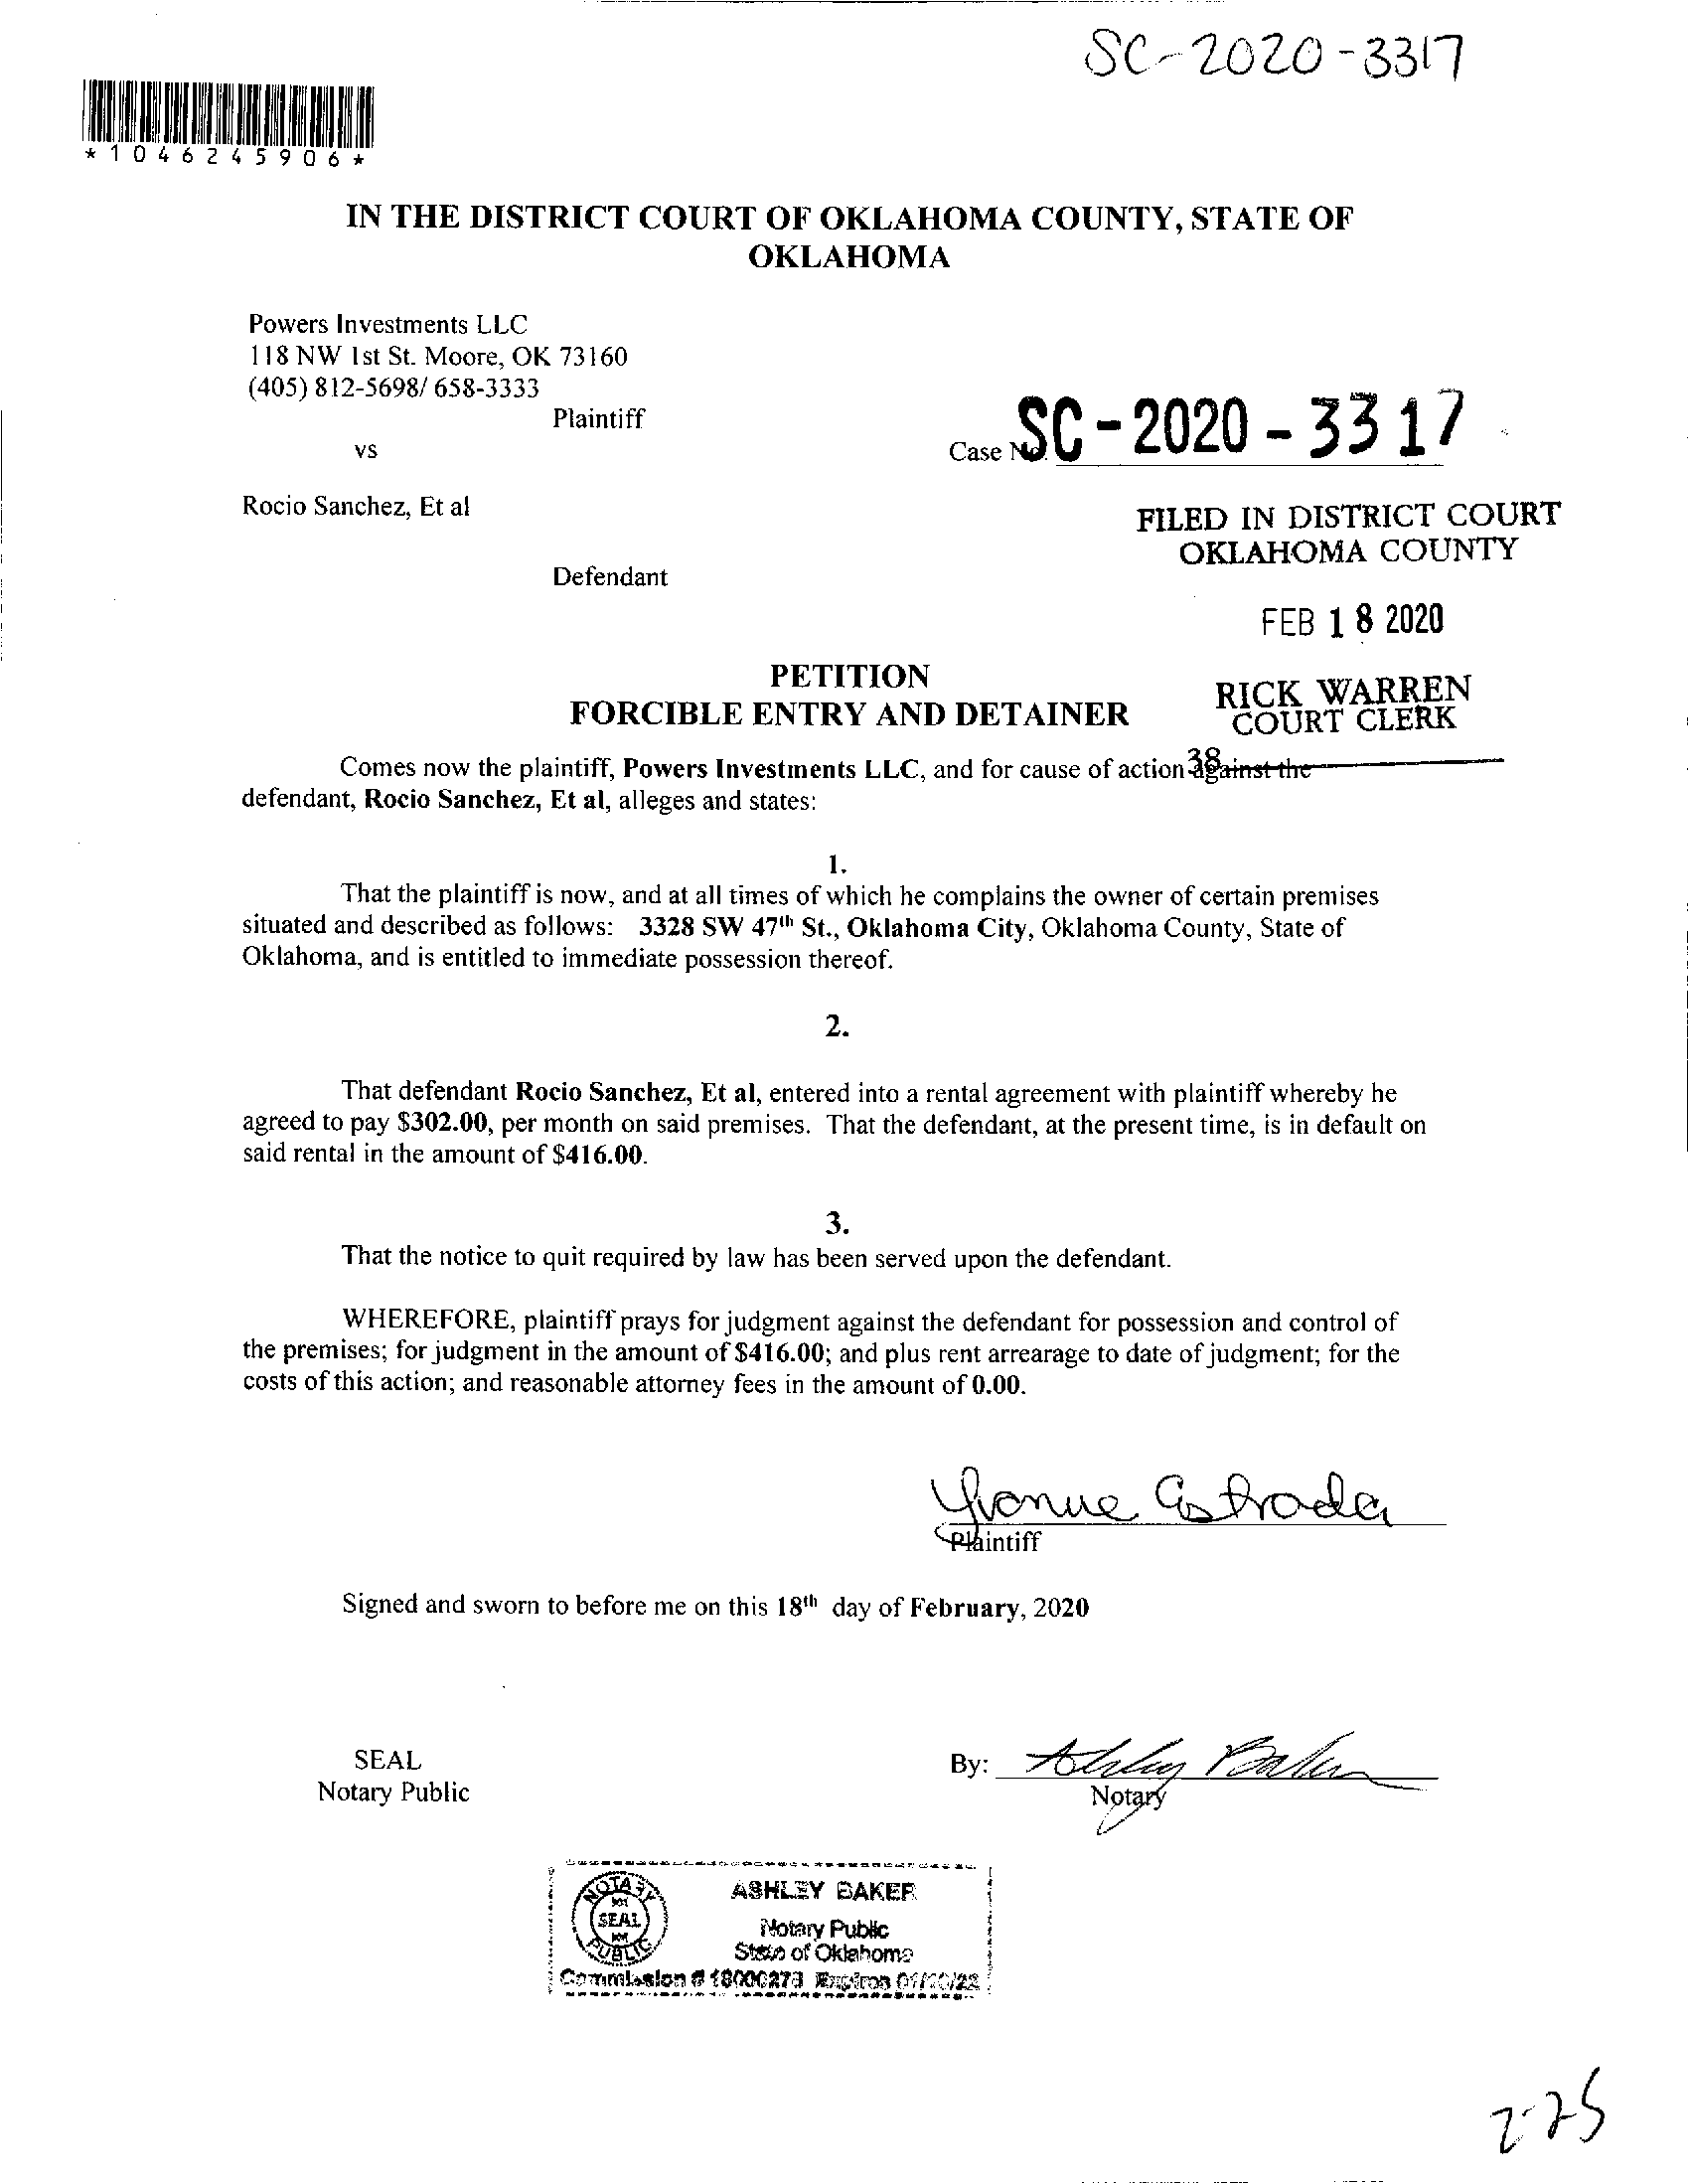 SC-2020-3317
*1046245906*
IN THE DISTRICT COURT OF OKLAHOMA COUNTY, STATE OF
OKLAHOMA
Powers Investments LLC
118 NW 1st St. Moore, OK 73160
(405) 812-5698/ 658-3333
Plaintiff
vs
Case No. SC-2020-3317
Rocio Sanchez, Et al
FILED IN DISTRICT COURT
OKLAHOMA COUNTY
Defendant
FEB 18 2020
PETITION
FORCIBLE ENTRY AND DETAINER
RICK WARREN
COURT CLERK
38
Comes now the plaintiff, Powers Investments LLC, and for cause of action against the
defendant, Rocio Sanchez, Et al, alleges and states:
1.
That the plaintiff is now, and at all times of which he complains the owner of certain premises
situated and described as follows: 3328 SW 47th St., Oklahoma City, Oklahoma County, State of
Oklahoma, and is entitled to immediate possession thereof.
2.
That defendant Rocio Sanchez, Et al, entered into a rental agreement with plaintiff whereby he
agreed to pay $302.00, per month on said premises. That the defendant, at the present time, is in default on
said rental in the amount of $416.00.
3.
That the notice to quit required by law has been served upon the defendant.
WHEREFORE, plaintiff prays for judgment against the defendant for possession and control of
the premises; for judgment in the amount of $416.00; and plus rent arrearage to date of judgment; for the
costs of this action; and reasonable attorney fees in the amount of 0.00.
Yvonne Estrada
Plaintiff
Signed and sworn to before me on this 18th day of February, 2020
SEAL
Notary Public
By: Ashley Baker
Notary
NOTARY
SEAL
PUBLIC
ASHLEY BAKER
Notary Public
State of Oklahoma
Commission # 18000273 Expires